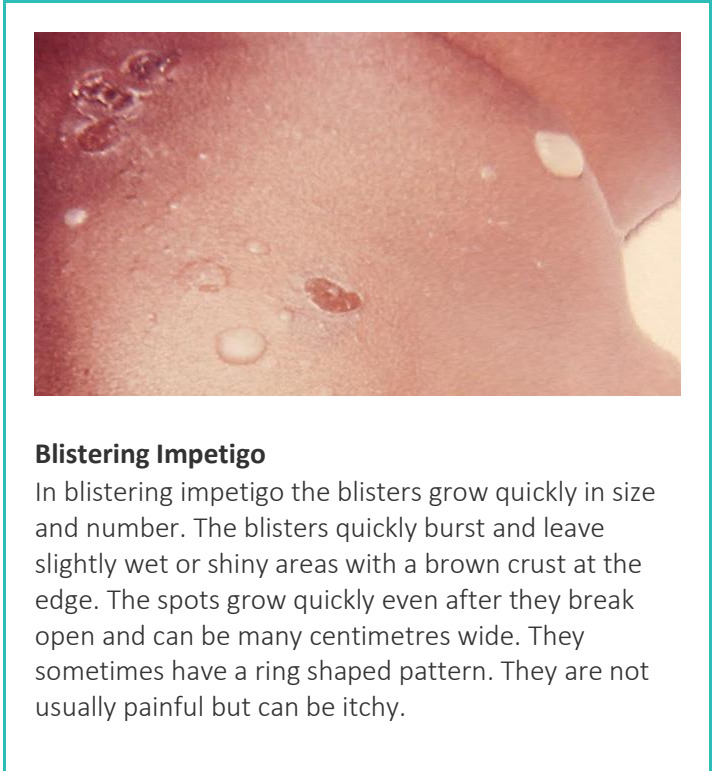 Blistering Impetigo
In blistering impetigo the blisters grow quickly in size
and number. The blisters quickly burst and leave
slightly wet or shiny areas with a brown crust at the
edge. The spots grow quickly even after they break
open and can be many centimetres wide. They
sometimes have a ring shaped pattern. They are not
usually painful but can be itchy.